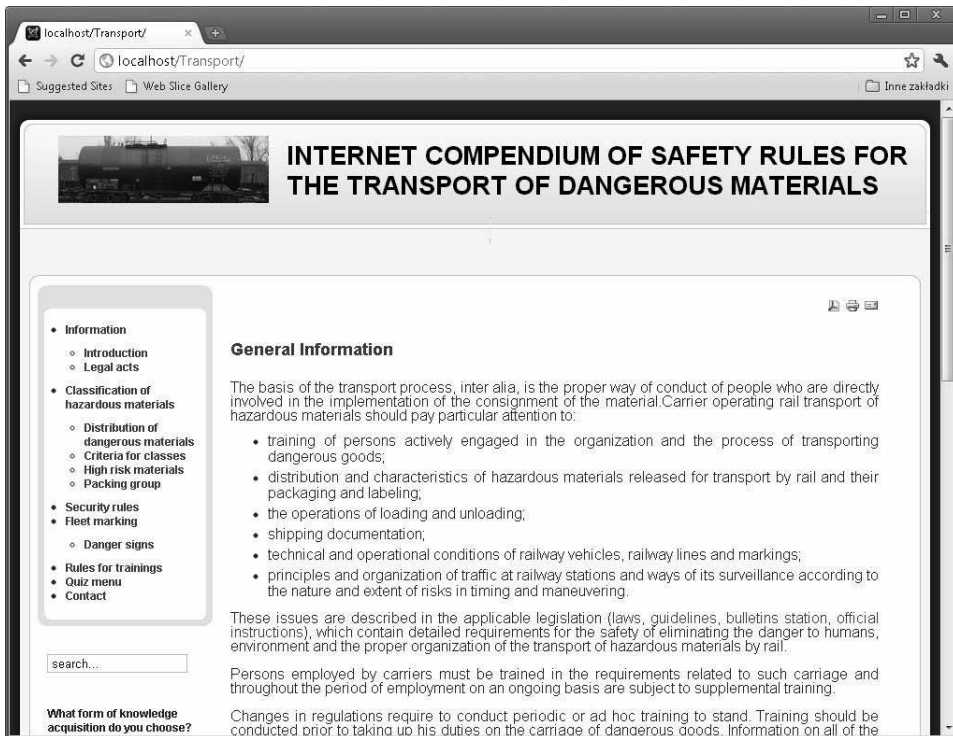 localhost/Transport/
localhost/Transport/
Suggested Sites Web Slice Gallery Inne zakładki
INTERNET COMPENDIUM OF SAFETY RULES FOR
THE TRANSPORT OF DANGEROUS MATERIALS
Information
Introduction
Legal acts
Classification of
hazardous materials
Distribution of
dangerous materials
Criteria for classes
High risk materials
Packing group
Security rules
Fleet marking
Danger signs
Rules for trainings
Quiz menu
Contact
search...
What form of knowledge
acquisition do you choose?
General Information
The basis of the transport process, inter alia, is the proper way of conduct of people who are directly
involved in the implementation of the consignment of the material.Carrier operating rail transport of
hazardous materials should pay particular attention to:
training of persons actively engaged in the organization and the process of transporting
dangerous goods;
distribution and characteristics of hazardous materials released for transport by rail and their
packaging and labeling;
the operations of loading and unloading;
shipping documentation;
technical and operational conditions of railway vehicles, railway lines and markings;
principles and organization of traffic at railway stations and ways of its surveillance according to
the nature and extent of risks in timing and maneuvering.
These issues are described in the applicable legislation (laws, guidelines, bulletins station, official
instructions), which contain detailed requirements for the safety of eliminating the danger to humans,
environment and the proper organization of the transport of hazardous materials by rail.
Persons employed by carriers must be trained in the requirements related to such carriage and
throughout the period of employment on an ongoing basis are subject to supplemental training.
Changes in regulations require to conduct periodic or ad hoc training to stand. Training should be
conducted prior to taking up his duties on the carriage of dangerous goods. Information on all of the